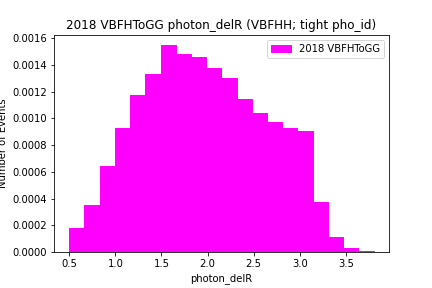 2018 VBFHToGG photon_delR (VBFHH; tight pho_id)
2018 VBFHToGG
Number of Events
0.0016
0.0014
0.0012
0.0010
0.0008
0.0006
0.0004
0.0002
0.0000
0.5 1.0 1.5 2.0 2.5 3.0 3.5
photon_delR